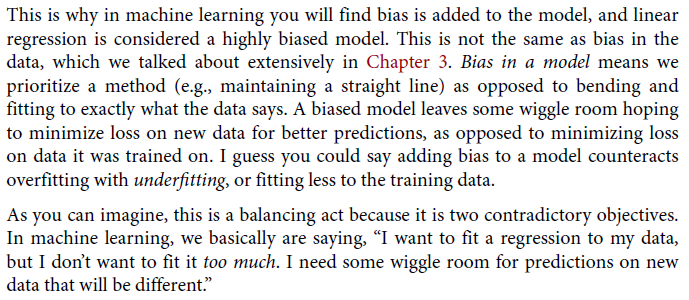 This is why in machine learning you will find bias is added to the model, and linear
regression is considered a highly biased model. This is not the same as bias in the
data, which we talked about extensively in Chapter 3. Bias in a model means we
prioritize a method (e.g., maintaining a straight line) as opposed to bending and
fitting to exactly what the data says. A biased model leaves some wiggle room hoping
to minimize loss on new data for better predictions, as opposed to minimizing loss
on data it was trained on. I guess you could say adding bias to a model counteracts
overfitting with underfitting, or fitting less to the training data.
As you can imagine, this is a balancing act because it is two contradictory objectives.
In machine learning, we basically are saying, “I want to fit a regression to my data,
but I don’t want to fit it too much. I need some wiggle room for predictions on new
data that will be different.”